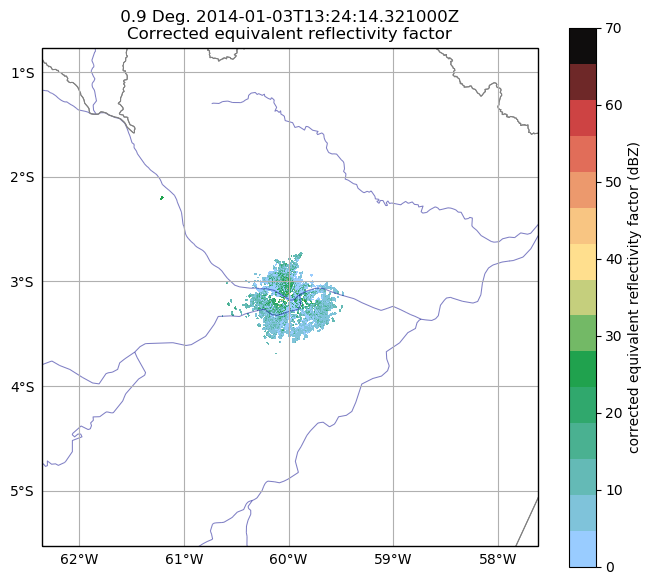 0.9 Deg. 2014-01-03T13:24:14.321000Z
Corrected equivalent reflectivity factor
1°S
2°S
3°S
4°S
5°S
62°W
61°W
60°W
59°W
58°W
70
60
50
40
30
20
10
0
corrected equivalent reflectivity factor (dBZ)